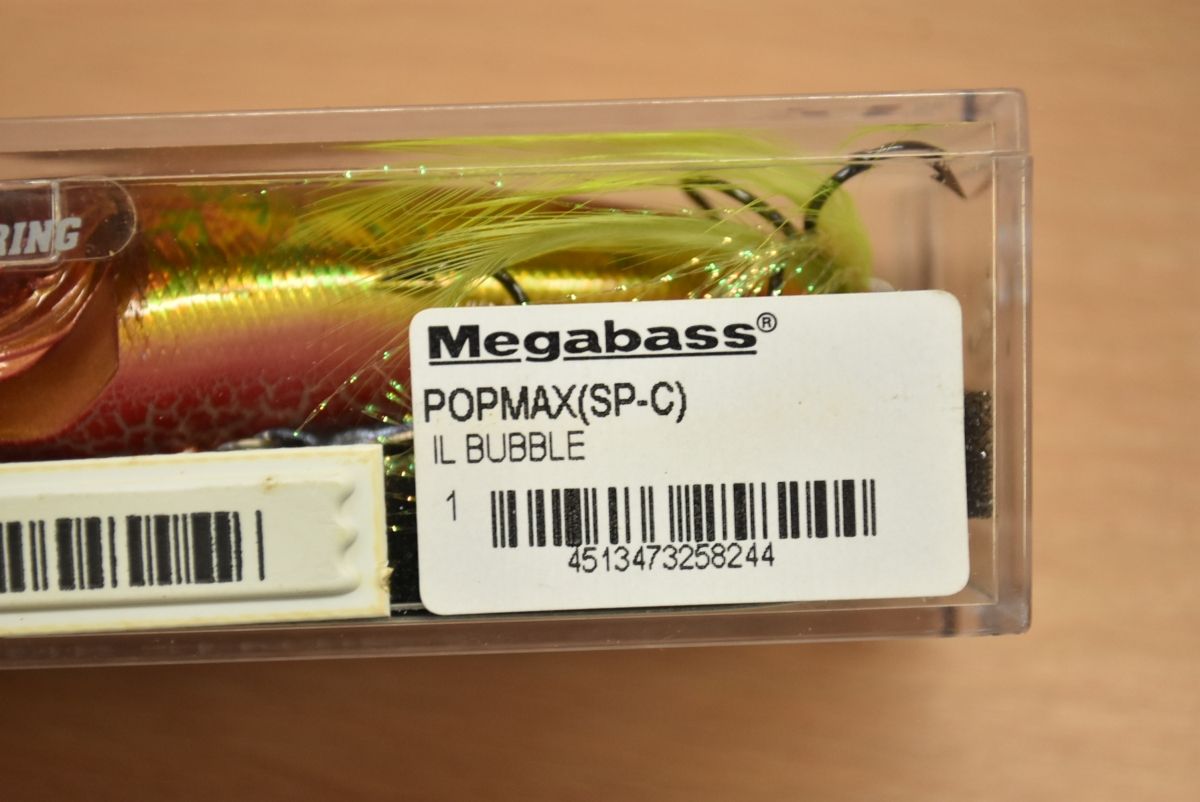 RING
Megabass®
POPMAX(SP-C)
IL BUBBLE
1
4513473258244